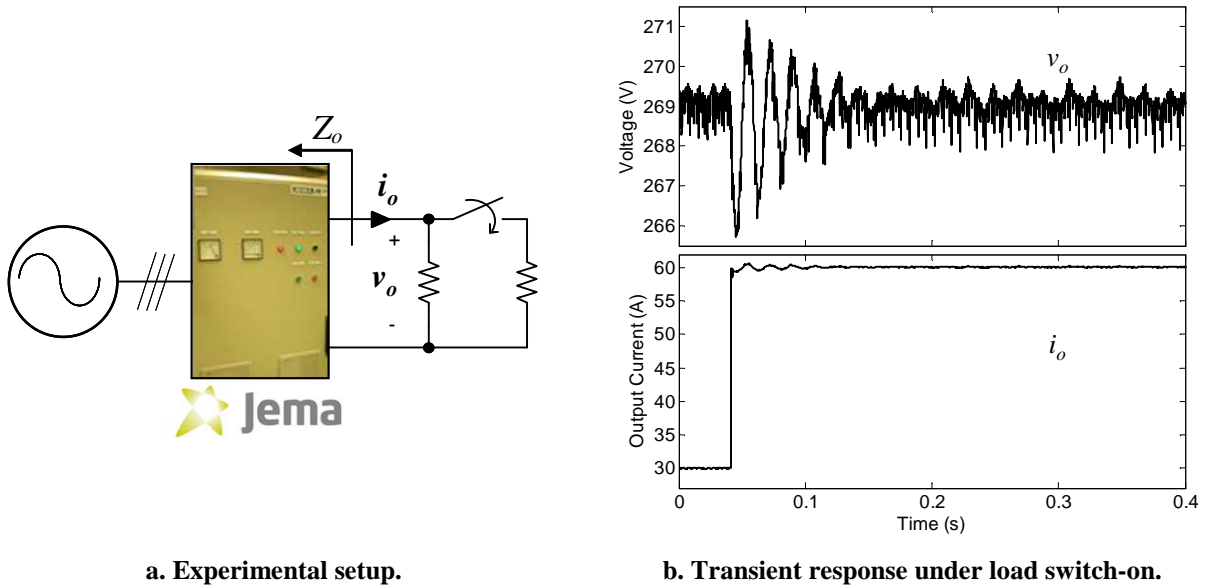 Z_o
i_o
+
v_o
-
Jema
a. Experimental setup.
271
270
269
268
267
266
Voltage (V)
v_o
60
55
50
45
40
35
30
Output Current (A)
i_o
0
0.1
0.2
0.3
0.4
Time (s)
b. Transient response under load switch-on.